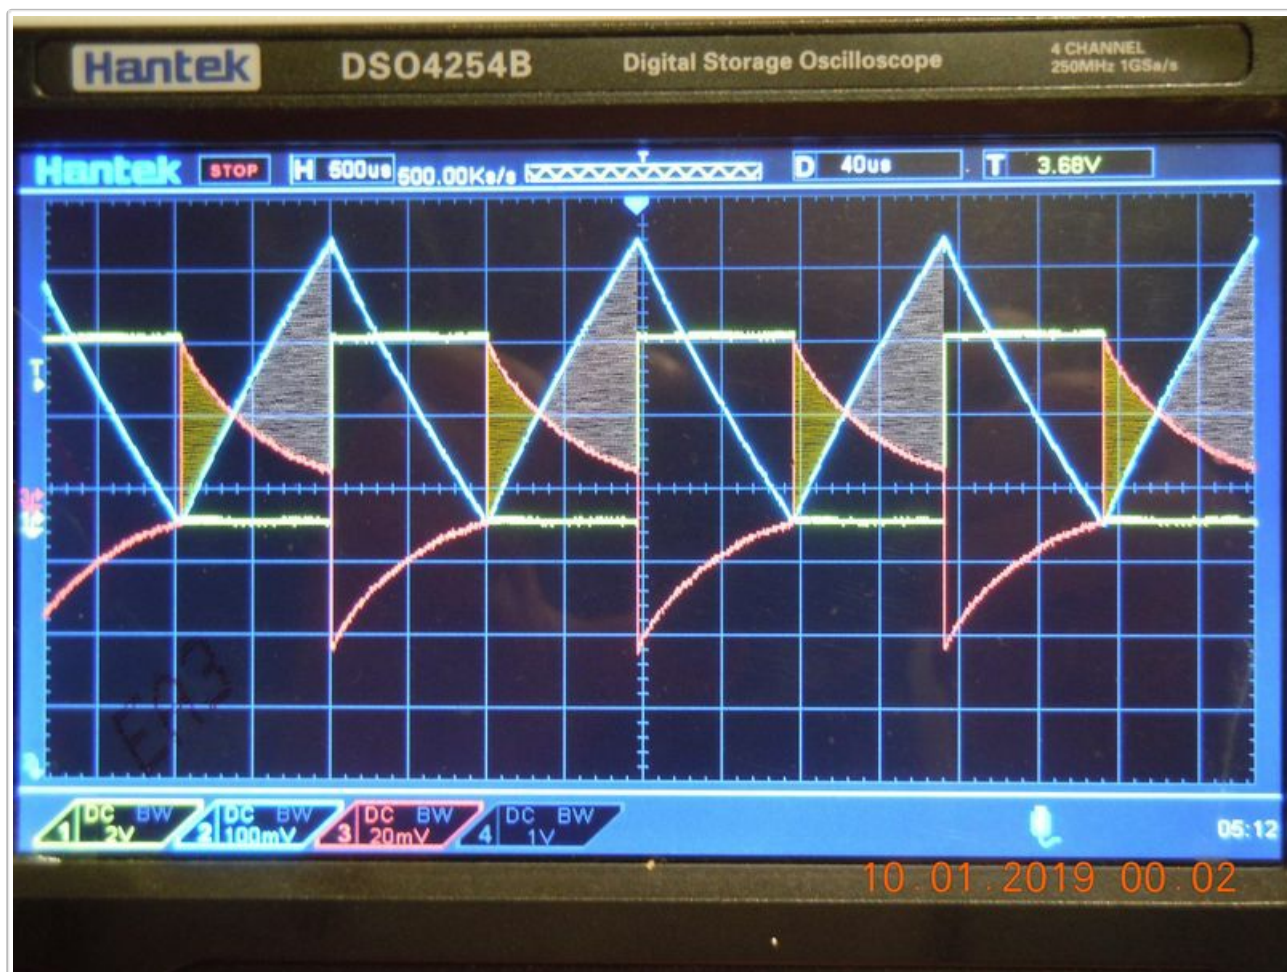 Hantek DSO4254B Digital Storage Oscilloscope 4 CHANNEL
250MHz 1GSa/s
Hantek STOP H 500us 500.00Ks/s T D 40us T 3.68V
T
EA3
1 DC BW 2V 2 DC BW 100mV 3 DC BW 20mV 4 DC BW 1V
05:12
10.01.2019 00:02